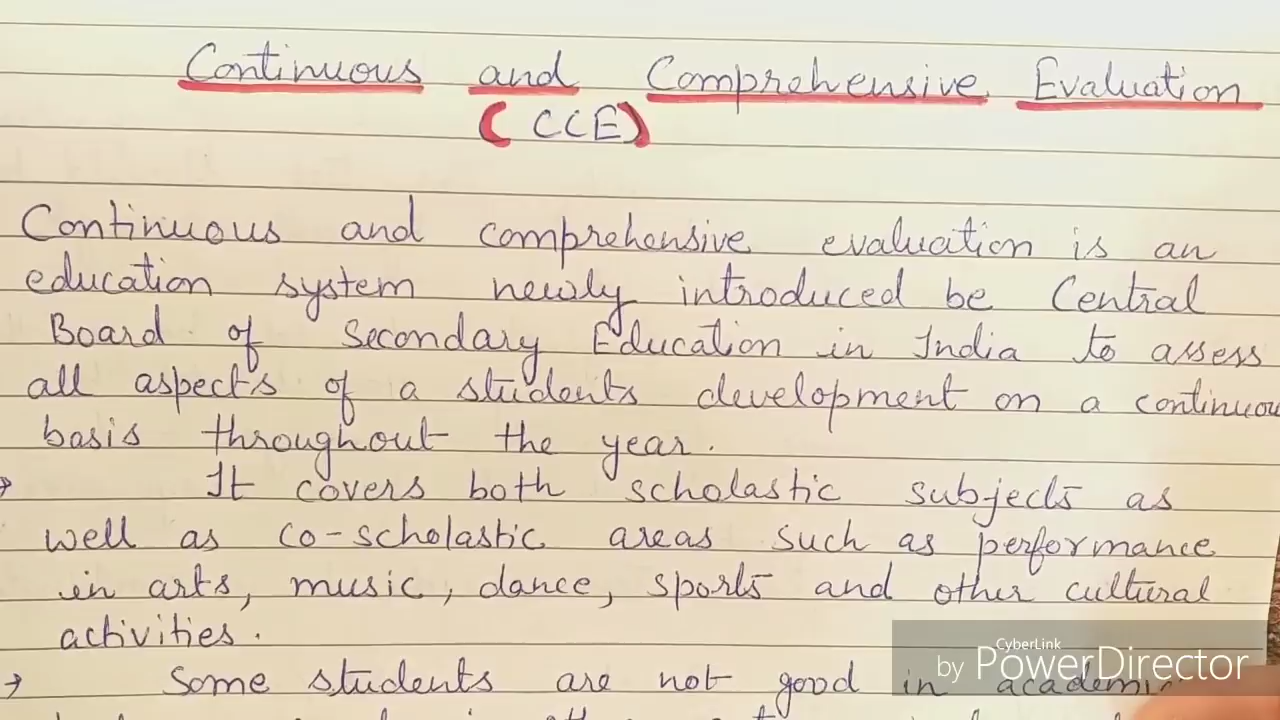 Continuous and Comprehensive Evaluation
(CCE)
Continuous and comprehensive evaluation is an
education system newly introduced be Central
Board of Secondary Education in India to assess
all aspects of a students development on a continuou
basis throughout the year.
→ It covers both scholastic subjects as
well as co-scholastic areas such as performance
in arts, music, dance, sports and other cultural
activities.
→ Some students are not good in academic
CyberLink
by PowerDirector